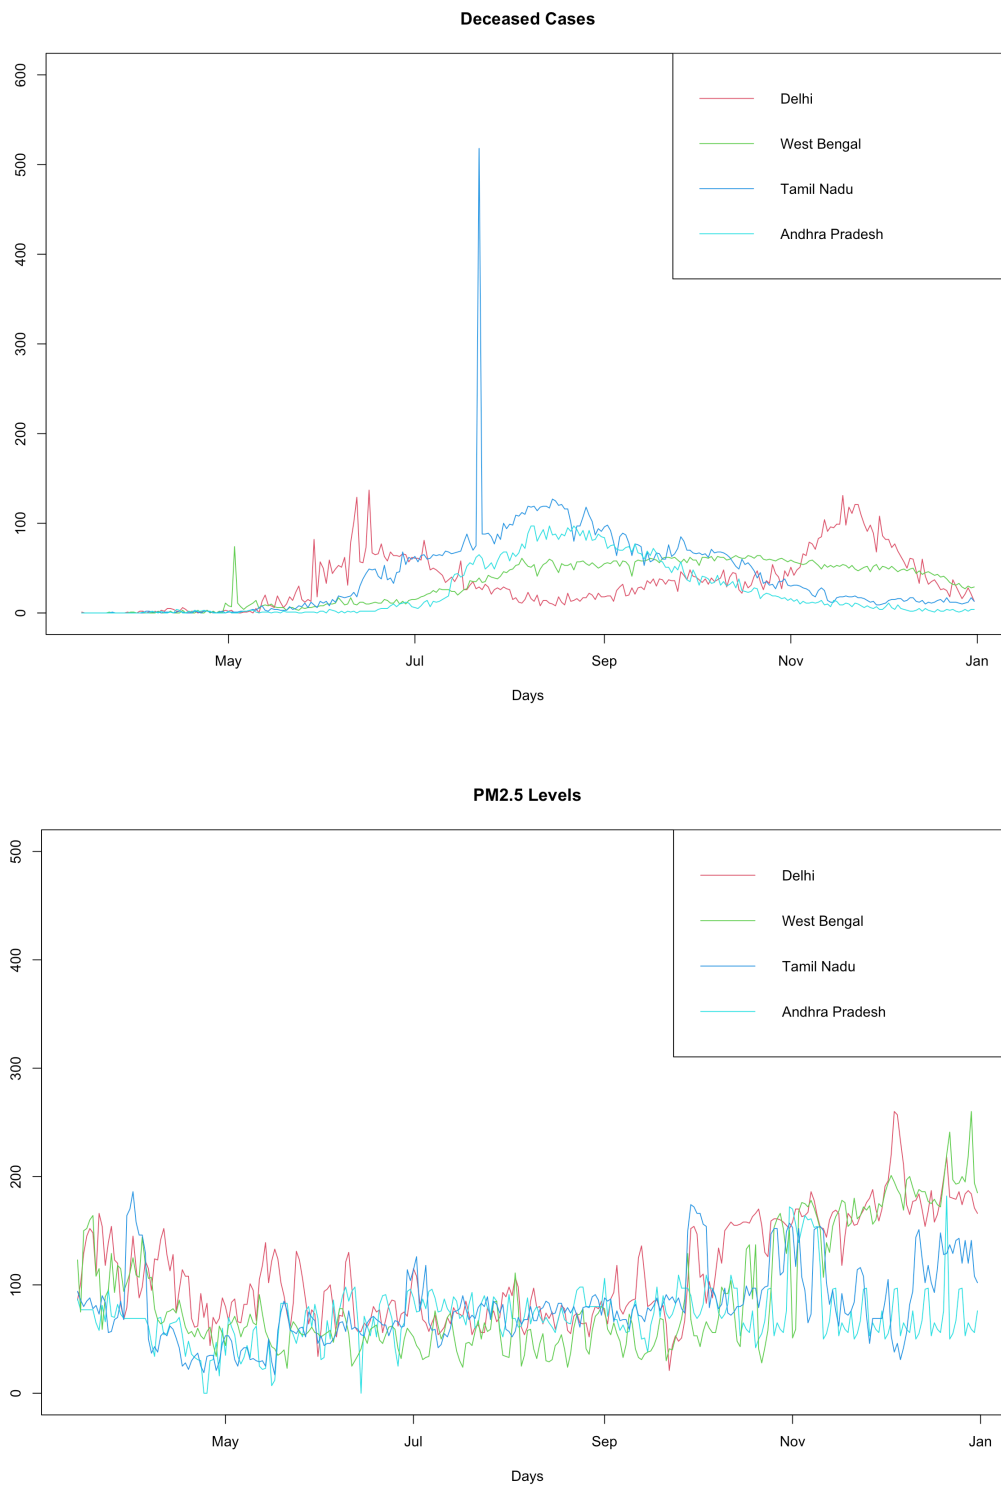 Deceased Cases
600
500
400
300
200
100
0
Delhi
West Bengal
Tamil Nadu
Andhra Pradesh
May
Jul
Sep
Nov
Jan
Days
PM2.5 Levels
500
400
300
200
100
0
Delhi
West Bengal
Tamil Nadu
Andhra Pradesh
May
Jul
Sep
Nov
Jan
Days